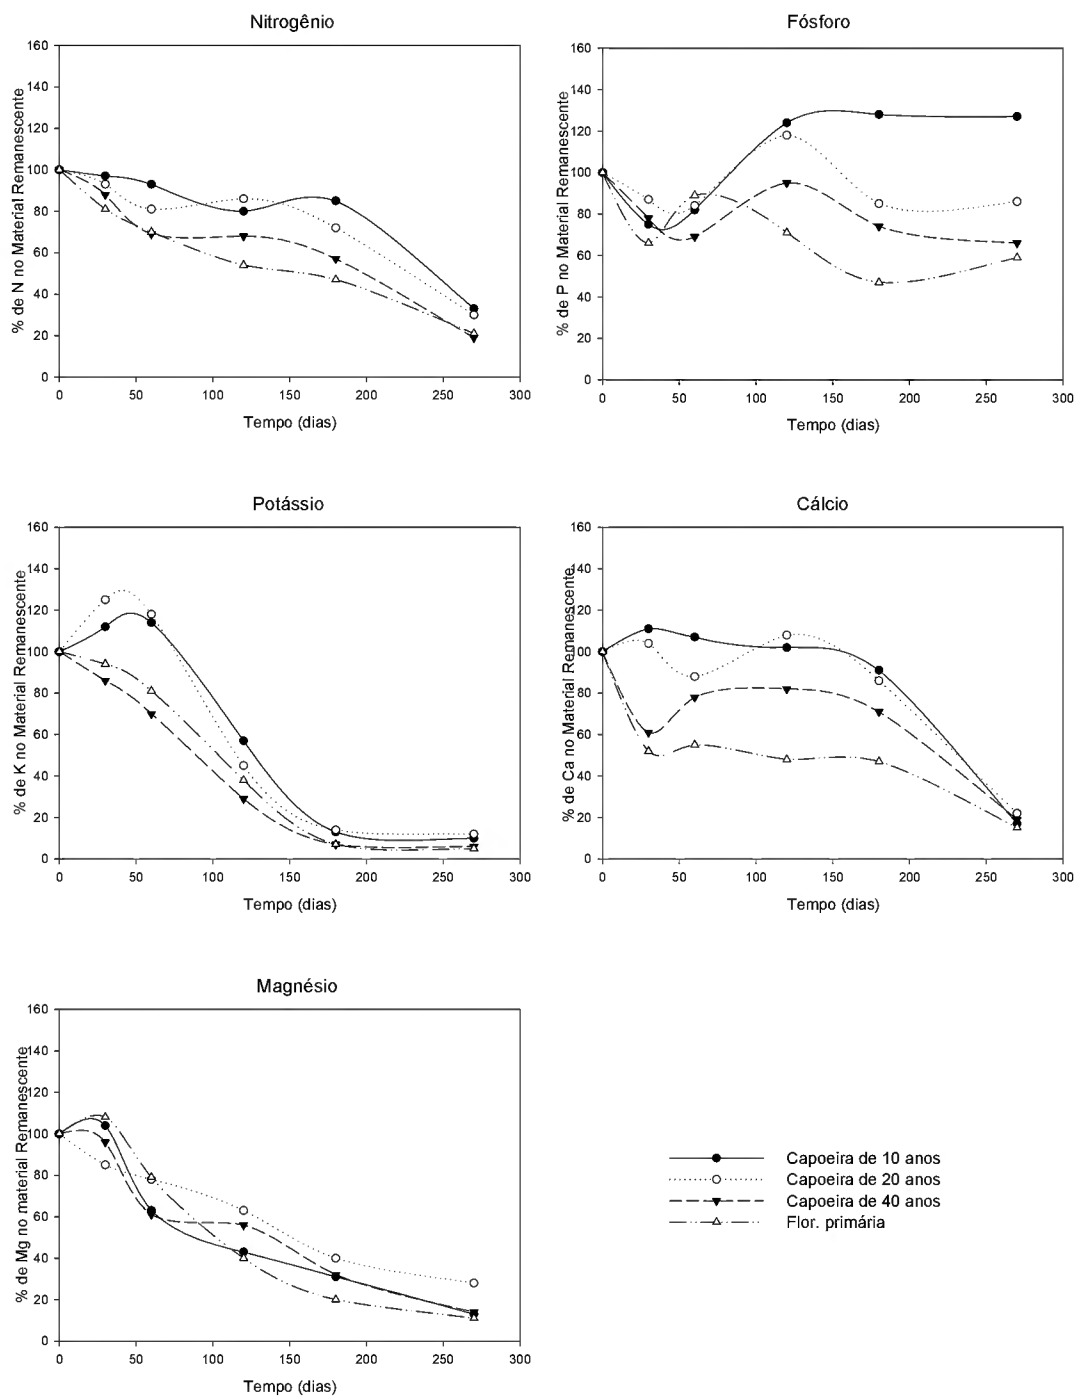 Nitrogênio
% de N no Material Remanescente
160
140
120
100
80
60
40
20
0
0 50 100 150 200 250 300
Tempo (dias)
Fósforo
% de P no Material Remanescente
160
140
120
100
80
60
40
20
0
0 50 100 150 200 250 300
Tempo (dias)
Potássio
% de K no Material Remanescente
160
140
120
100
80
60
40
20
0
0 50 100 150 200 250 300
Tempo (dias)
Cálcio
% de Ca no Material Remanescente
160
140
120
100
80
60
40
20
0
0 50 100 150 200 250 300
Tempo (dias)
Magnésio
% de Mg no material Remanescente
160
140
120
100
80
60
40
20
0
0 50 100 150 200 250 300
Tempo (dias)
Capoeira de 10 anos
Capoeira de 20 anos
Capoeira de 40 anos
Flor. primária